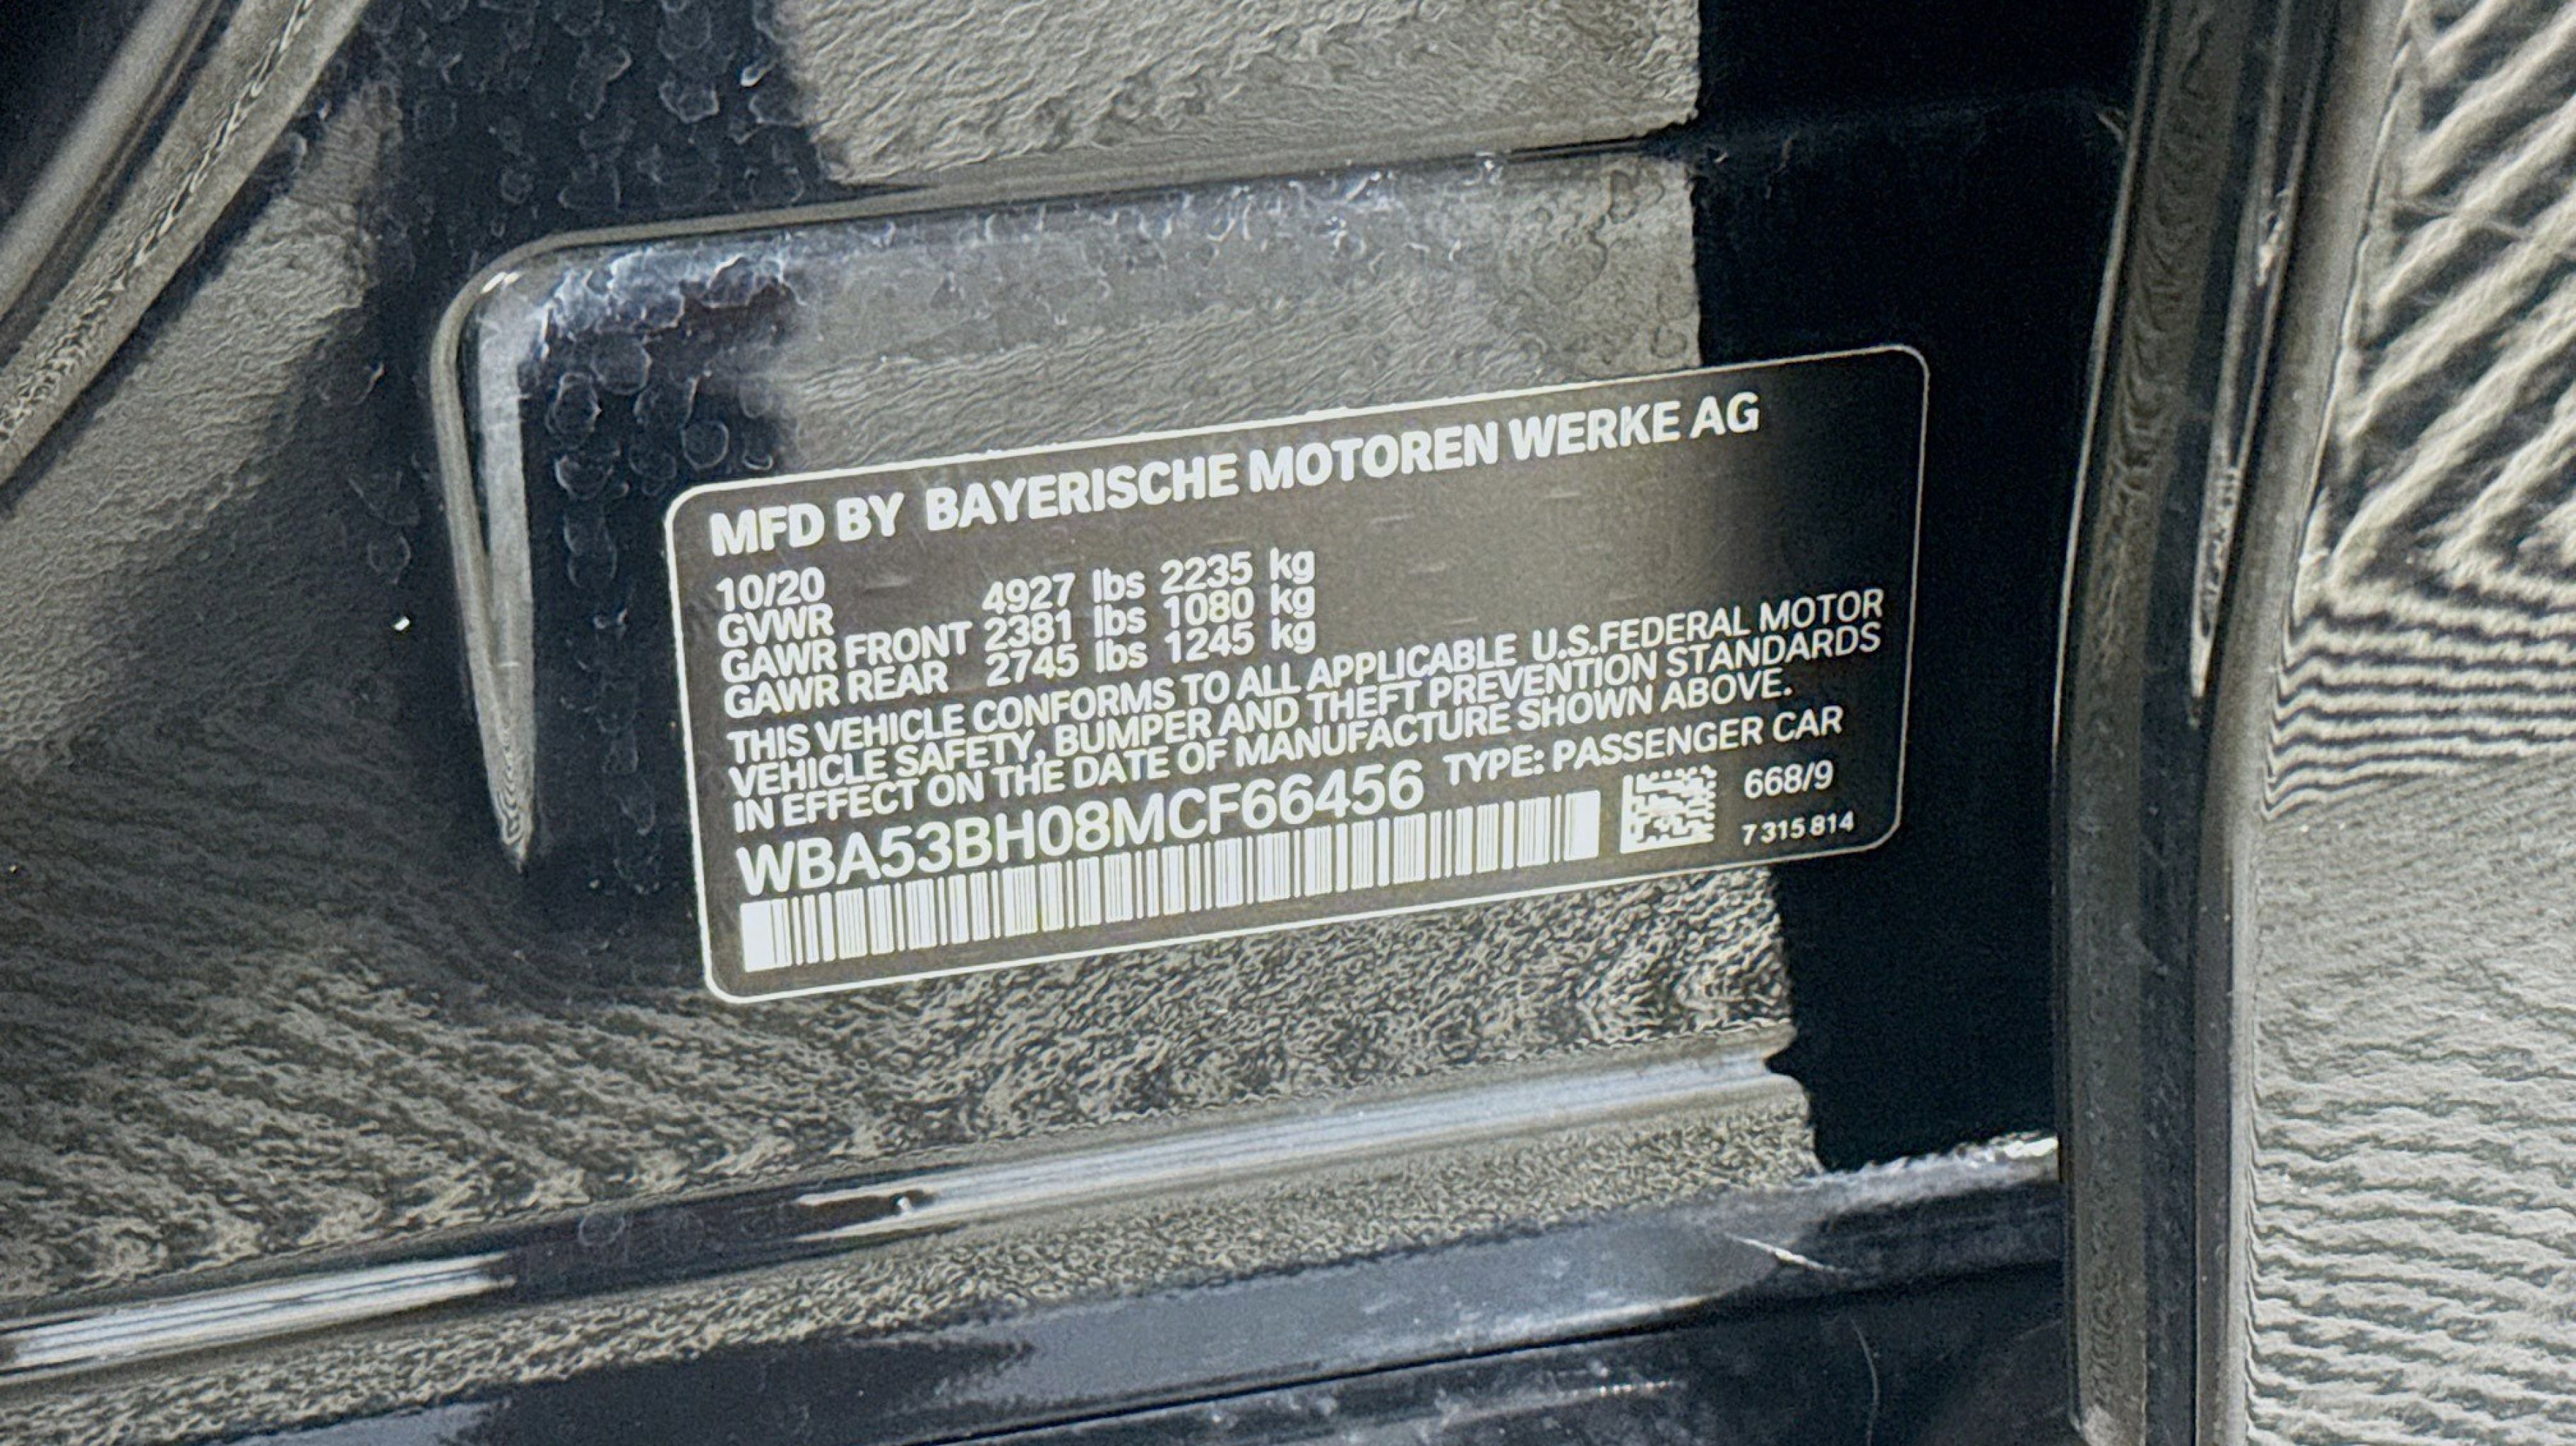 MFD BY BAYERISCHE MOTOREN WERKE AG
10/20
GVWR 4927 lbs 2235 kg
GAWR FRONT 2381 lbs 1080 kg
GAWR REAR 2745 lbs 1245 kg
THIS VEHICLE CONFORMS TO ALL APPLICABLE U.S.FEDERAL MOTOR
VEHICLE SAFETY, BUMPER AND THEFT PREVENTION STANDARDS
IN EFFECT ON THE DATE OF MANUFACTURE SHOWN ABOVE.
WBA53BH08MCF66456 TYPE: PASSENGER CAR
668/9
7 315 814